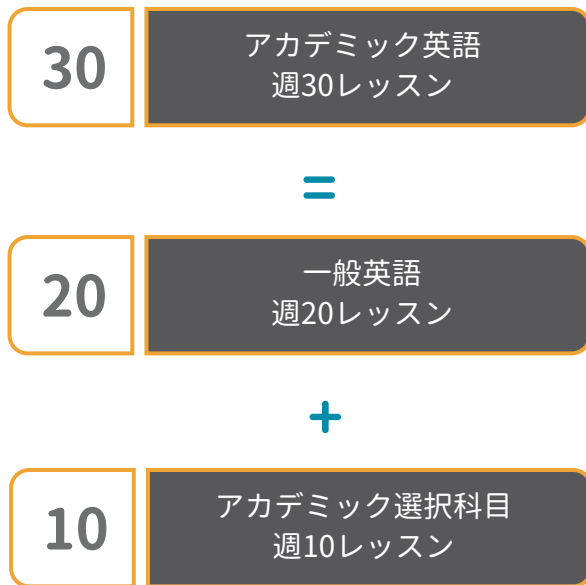 30
アカデミック英語
週30レッスン
=
20
一般英語
週20レッスン
+
10
アカデミック選択科目
週10レッスン